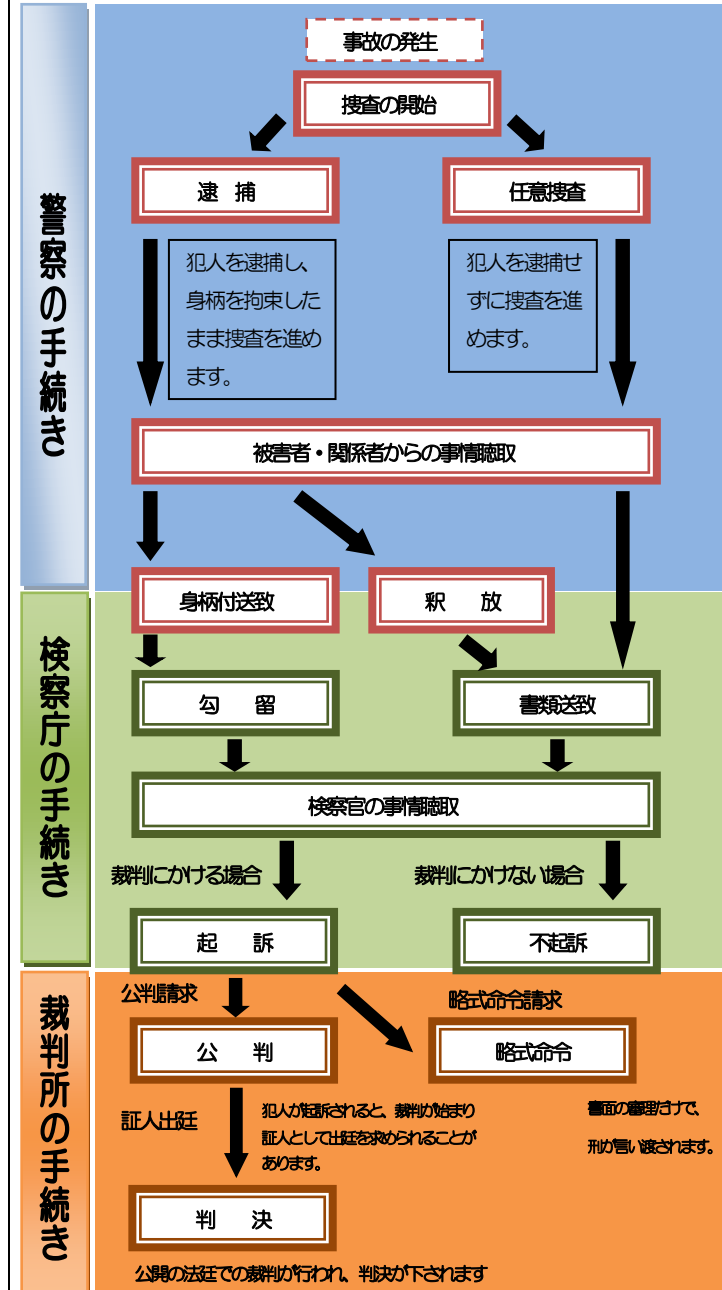 警察の手続き
事故の発生
捜査の開始
逮　捕
任意捜査
犯人を逮捕し、
身柄を拘束した
まま捜査を進め
ます。
犯人を逮捕せ
ずに捜査を進
めます。
被害者・関係者からの事情聴取
身柄付送致
釈　放
検察庁の手続き
勾　留
書類送致
検察官の事情聴取
裁判にかける場合
裁判にかけない場合
起　訴
不起訴
裁判所の手続き
公判請求
略式命令請求
公　判
略式命令
証人出廷
犯人が起訴されると、裁判が始まり
証人として出廷を求められることが
あります。
書面の審理だけで、
刑が言い渡されます。
判　決
公開の法廷での裁判が行われ、判決が下されます